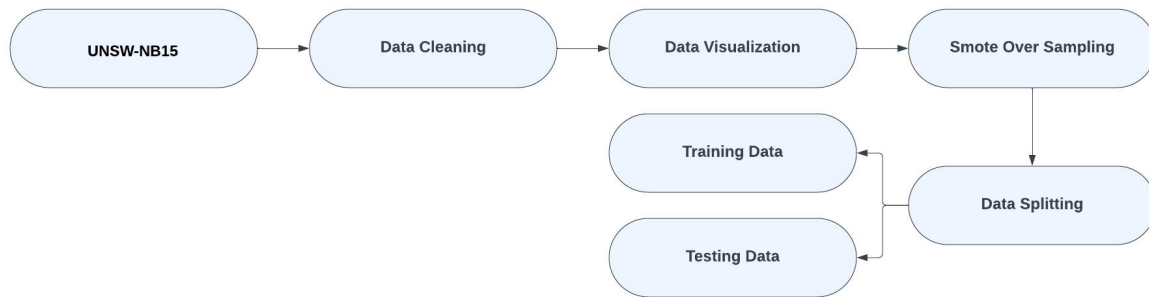 UNSW-NB15
Data Cleaning
Data Visualization
Smote Over Sampling
Training Data
Data Splitting
Testing Data